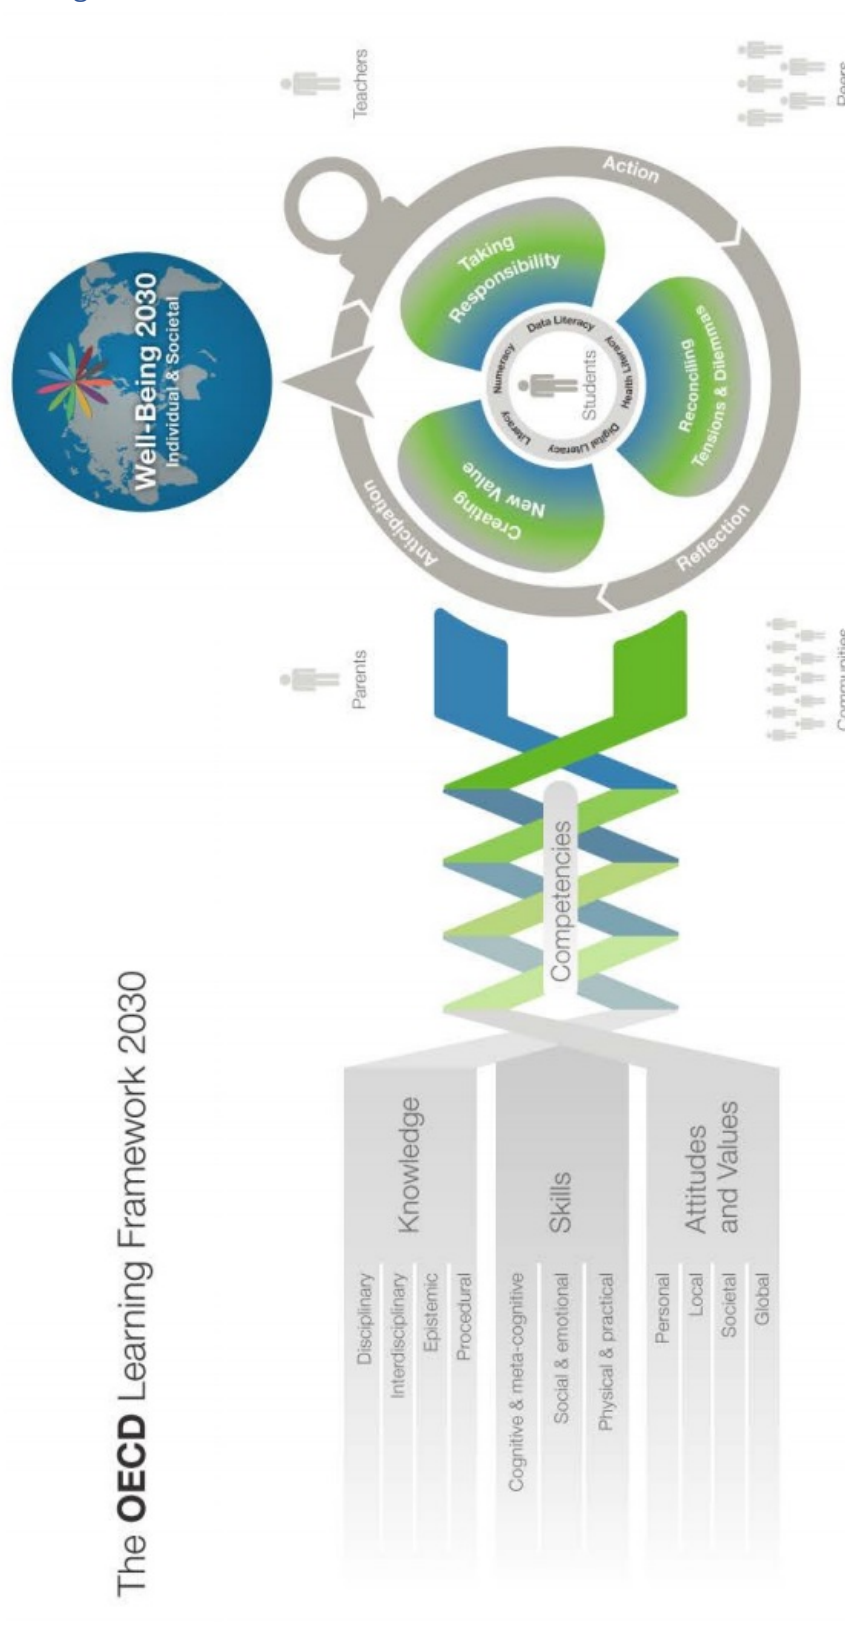 The OECD Learning Framework 2030
Well-Being 2030
Individual & Societal
Knowledge
Disciplinary
Interdisciplinary
Epistemic
Procedural
Skills
Cognitive & meta-cognitive
Social & emotional
Physical & practical
Attitudes
and Values
Personal
Local
Societal
Global
Competencies
Parents
Teachers
Communities
Peers
Anticipation
Action
Reflection
Creating
New Value
Taking
Responsibility
Reconciling
Tensions & Dilemmas
Literacy
Numeracy
Data Literacy
Health Literacy
Digital Literacy
Students